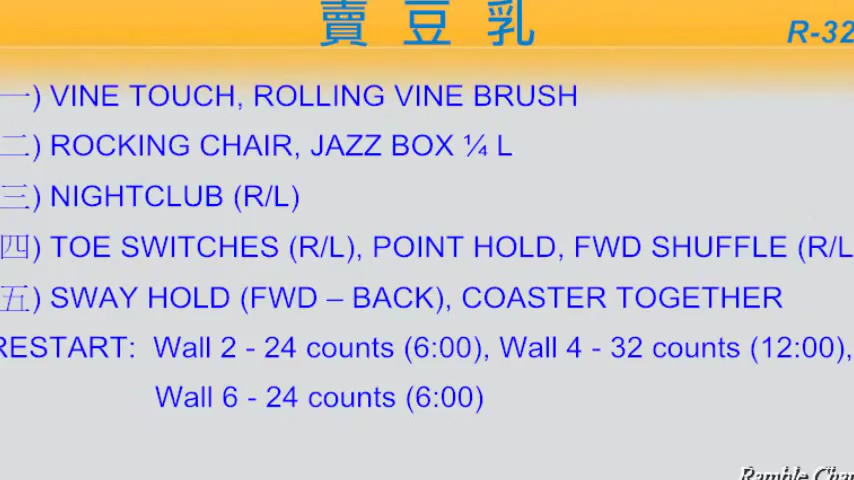 賣豆乳
R-32
一) VINE TOUCH, ROLLING VINE BRUSH
二) ROCKING CHAIR, JAZZ BOX ¼ L
三) NIGHTCLUB (R/L)
四) TOE SWITCHES (R/L), POINT HOLD, FWD SHUFFLE (R/L
五) SWAY HOLD (FWD – BACK), COASTER TOGETHER
RESTART: Wall 2 - 24 counts (6:00), Wall 4 - 32 counts (12:00),
Wall 6 - 24 counts (6:00)
Ramble Chan